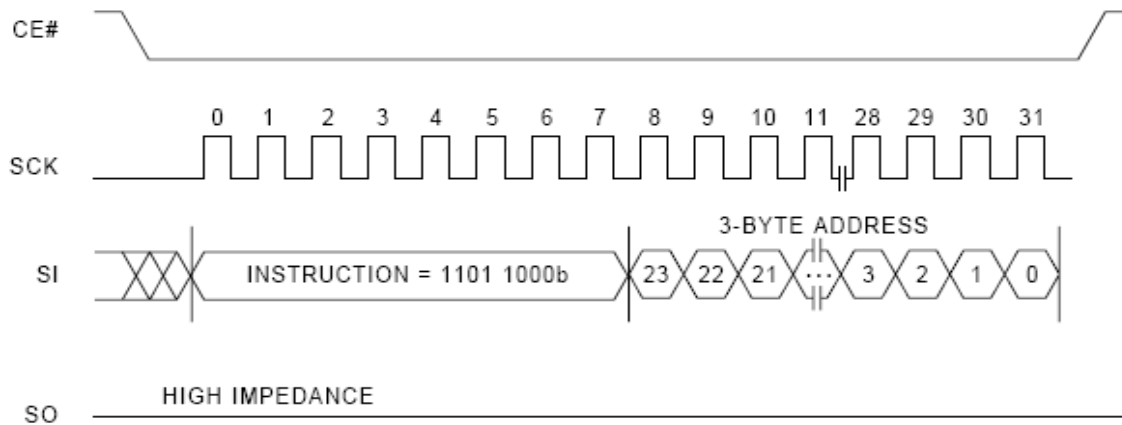 CE#
0 1 2 3 4 5 6 7 8 9 10 11 28 29 30 31
SCK
3-BYTE ADDRESS
SI INSTRUCTION = 1101 1000b 23 22 21 ... 3 2 1 0
HIGH IMPEDANCE
SO